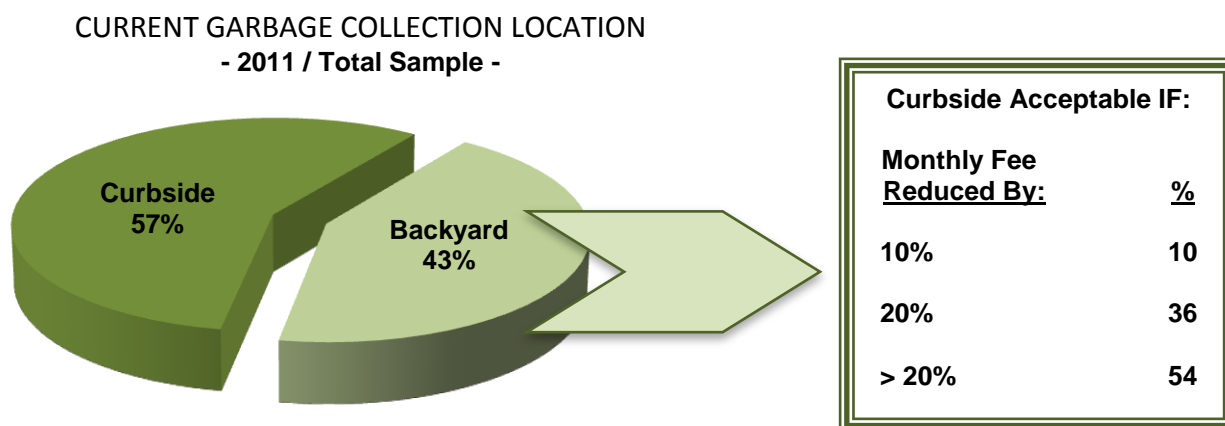 CURRENT GARBAGE COLLECTION LOCATION
- 2011 / Total Sample -
Curbside
57%
Backyard
43%
Curbside Acceptable IF:
Monthly Fee
Reduced By: %
10% 10
20% 36
> 20% 54